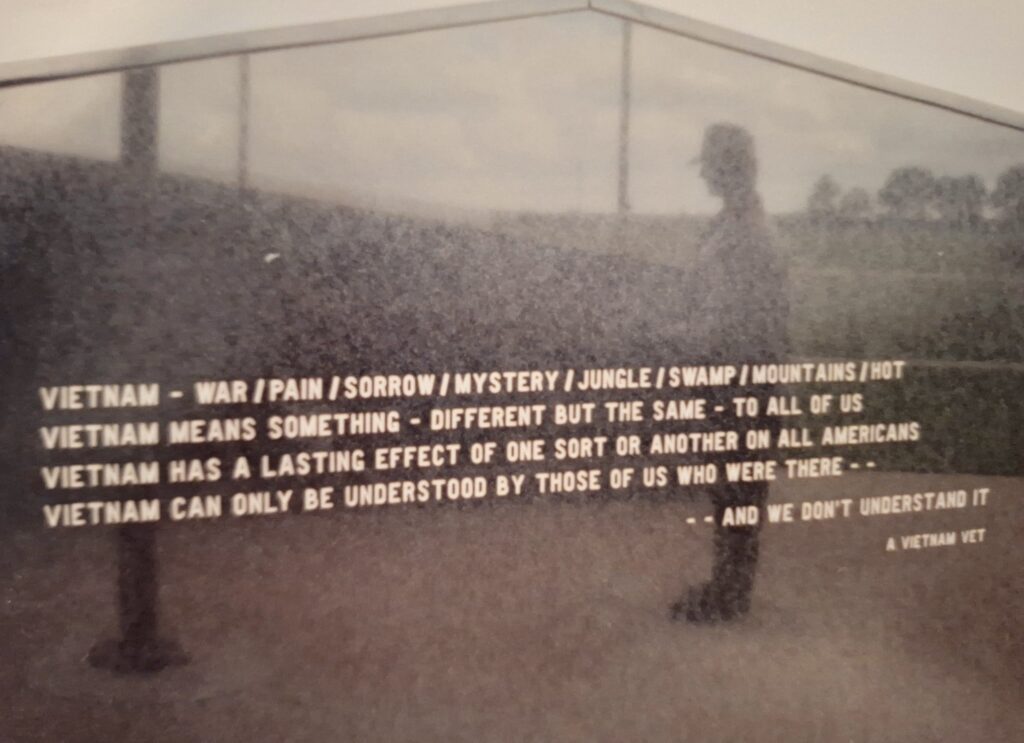 VIETNAM - WAR / PAIN / SORROW / MYSTERY / JUNGLE / SWAMP / MOUNTAINS / HOT
VIETNAM MEANS SOMETHING - DIFFERENT BUT THE SAME - TO ALL OF US
VIETNAM HAS A LASTING EFFECT OF ONE SORT OR ANOTHER ON ALL AMERICANS
VIETNAM CAN ONLY BE UNDERSTOOD BY THOSE OF US WHO WERE THERE - -
- - AND WE DON'T UNDERSTAND IT
A VIETNAM VET